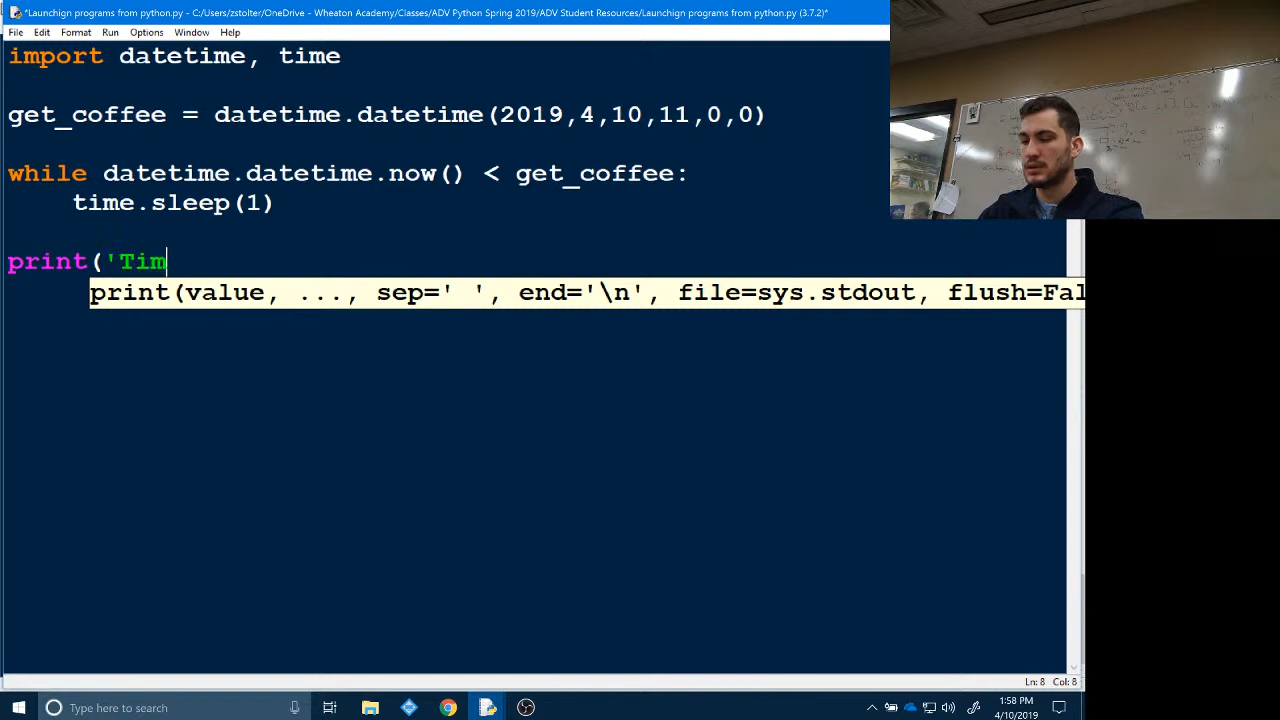 *Launchign programs from python.py - C:/Users/zstolter/OneDrive - Wheaton Academy/Classes/ADV Python Spring 2019/ADV Student Resources/Launchign programs from python.py (3.7.2)*
File Edit Format Run Options Window Help
import datetime, time
get_coffee = datetime.datetime(2019,4,10,11,0,0)
while datetime.datetime.now() < get_coffee:
time.sleep(1)
print('Tim
print(value, ..., sep=' ', end='\n', file=sys.stdout, flush=Fal
Ln: 8 Col: 8
Type here to search
1:58 PM
4/10/2019